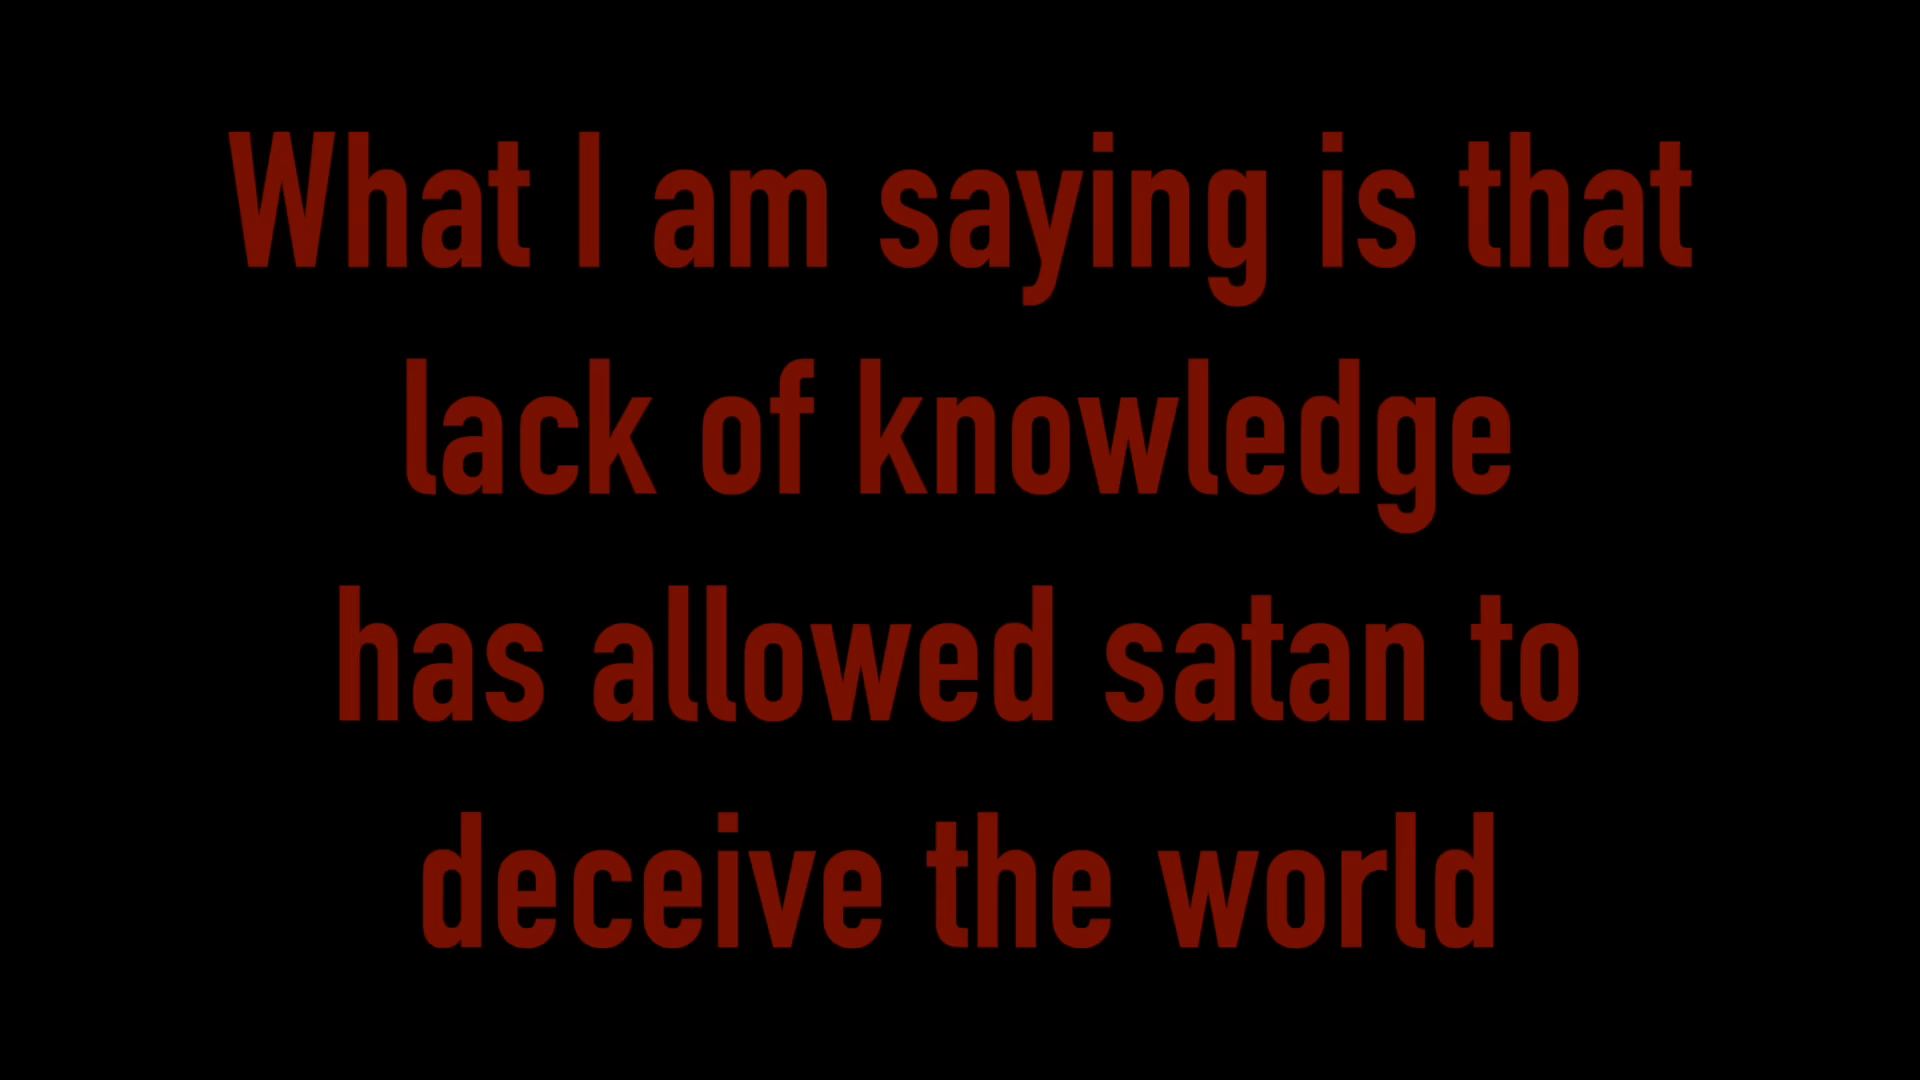 What I am saying is that
lack of knowledge
has allowed satan to
deceive the world